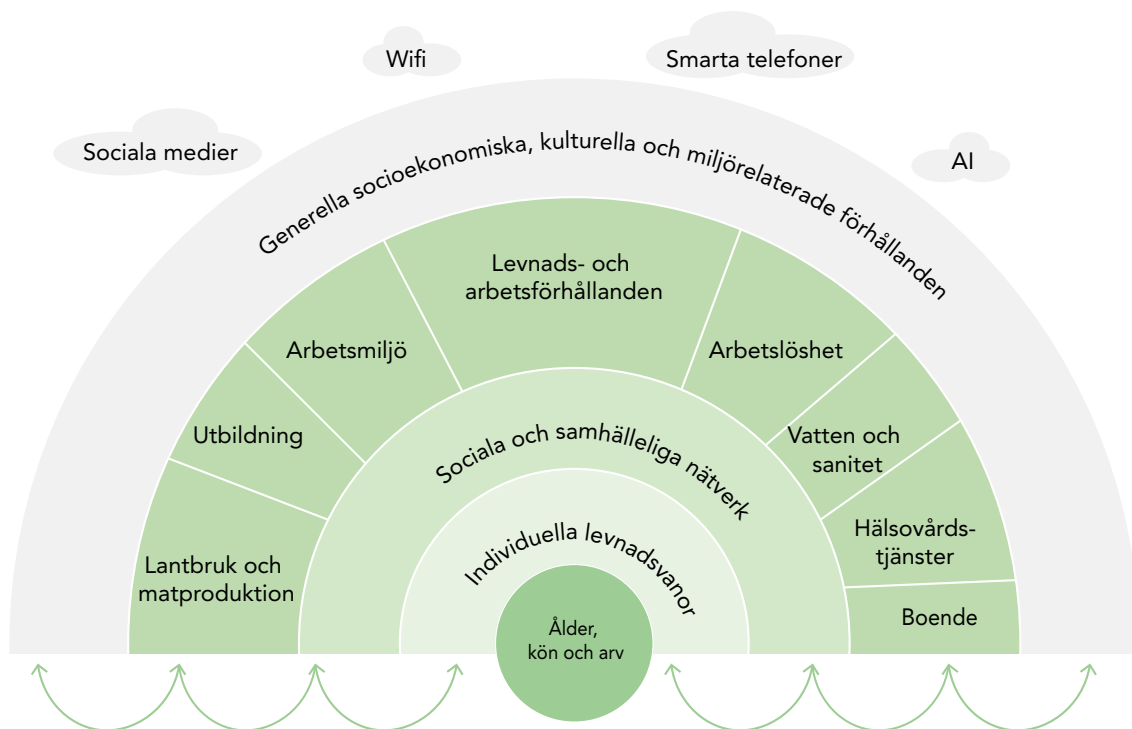 Wifi
Smarta telefoner
Sociala medier
AI
Generella socioekonomiska, kulturella och miljörelaterade förhållanden
Levnads- och
arbetsförhållanden
Arbetsmiljö
Arbetslöshet
Utbildning
Vatten och
sanitet
Sociala och samhälleliga nätverk
Hälsovårds-
tjänster
Individuella levnadsvanor
Lantbruk och
matproduktion
Boende
Ålder,
kön och arv